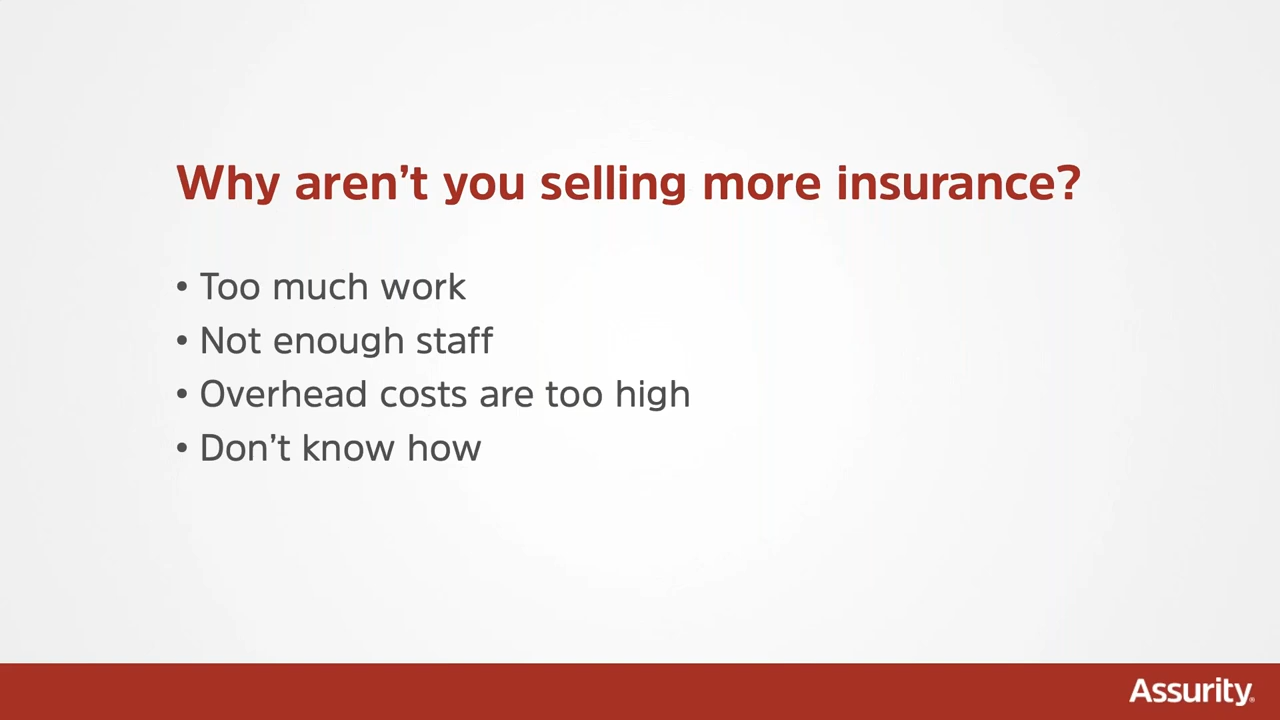 Why aren’t you selling more insurance?
• Too much work
• Not enough staff
• Overhead costs are too high
• Don’t know how
Assurity®